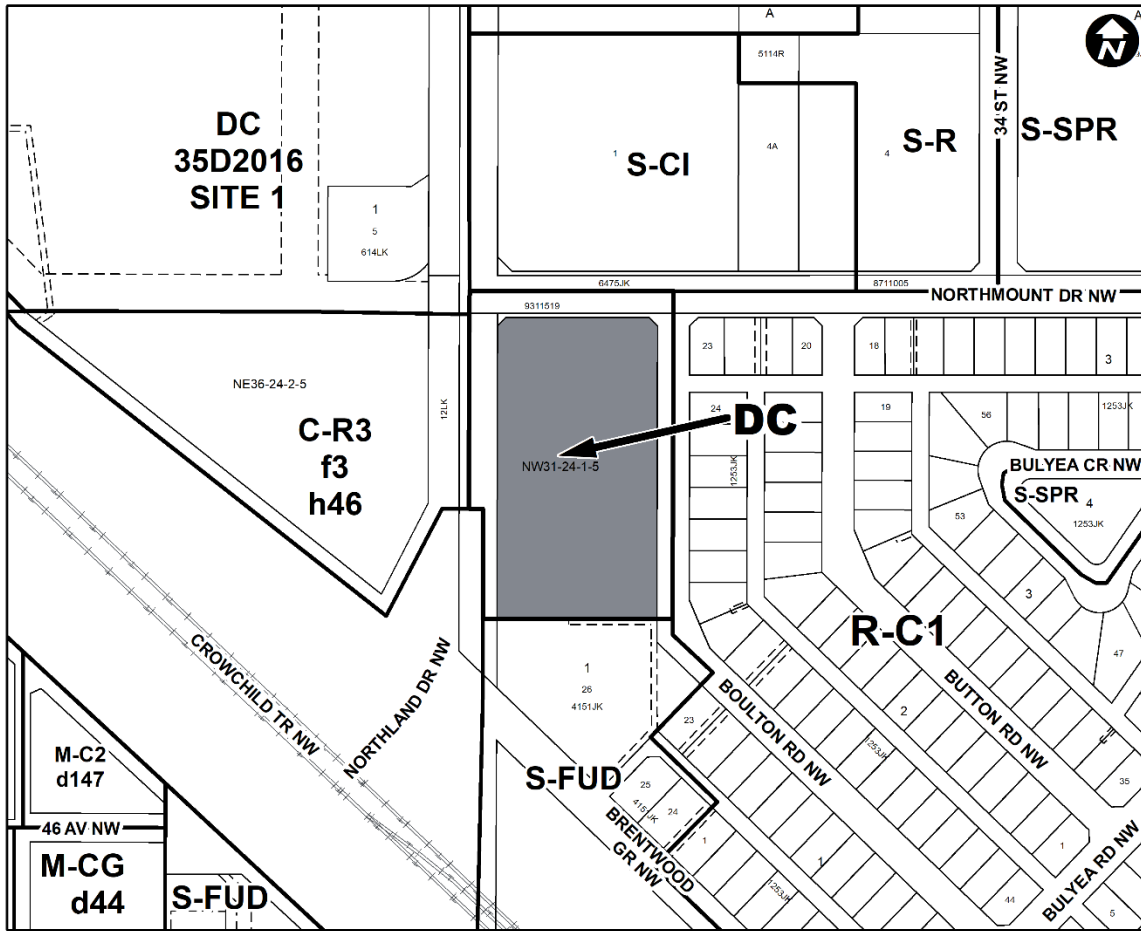 A
A
N
5114R
34 ST NW
DC
35D2016
SITE 1
S-CI
1
4A
4
S-R
S-SPR
1
5
614LK
6475JK
8711005
NORTHMOUNT DR NW
9311519
23
20
18
3
NE36-24-2-5
12LK
C-R3
f3
h46
24
DC
19
56
1253JK
NW31-24-1-5
1253JK
BULYEA CR NW
S-SPR
4
1253JK
53
3
R-C1
47
CROWCHILD TR NW
NORTHLAND DR NW
1
26
4151JK
BOULTON RD NW
BUTTON RD NW
2
23
1253JK
M-C2
d147
S-FUD
25
4151JK
24
35
46 AV NW
BRENTWOOD
GR NW
1
1
1
M-CG
d44
S-FUD
1253JK
44
BULYEA RD NW
5